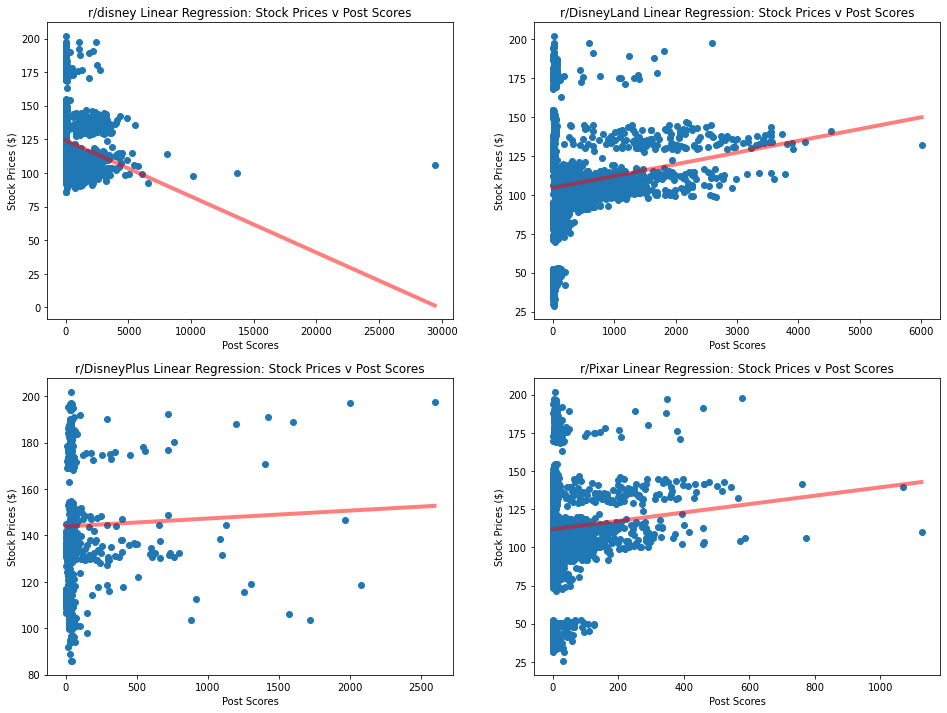 r/disney Linear Regression: Stock Prices v Post Scores
Stock Prices ($)
200
175
150
125
100
75
50
25
0
0 5000 10000 15000 20000 25000 30000
Post Scores
r/DisneyLand Linear Regression: Stock Prices v Post Scores
Stock Prices ($)
200
175
150
125
100
75
50
25
0 1000 2000 3000 4000 5000 6000
Post Scores
r/DisneyPlus Linear Regression: Stock Prices v Post Scores
Stock Prices ($)
200
180
160
140
120
100
80
0 500 1000 1500 2000 2500
Post Scores
r/Pixar Linear Regression: Stock Prices v Post Scores
Stock Prices ($)
200
175
150
125
100
75
50
25
0 200 400 600 800 1000
Post Scores